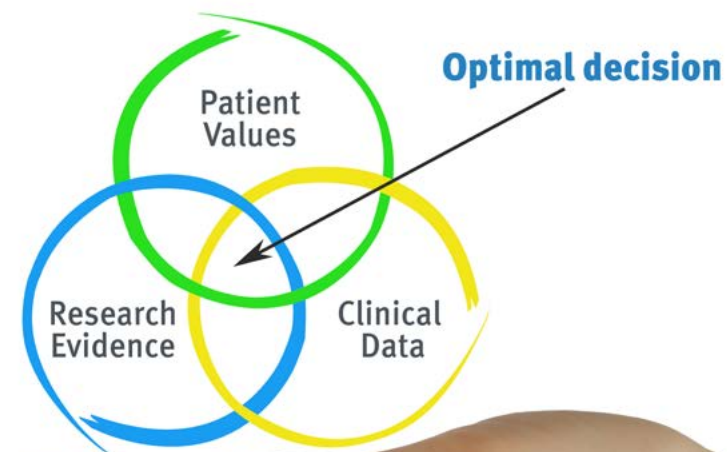 Optimal decision
Patient
Values
Research
Evidence
Clinical
Data